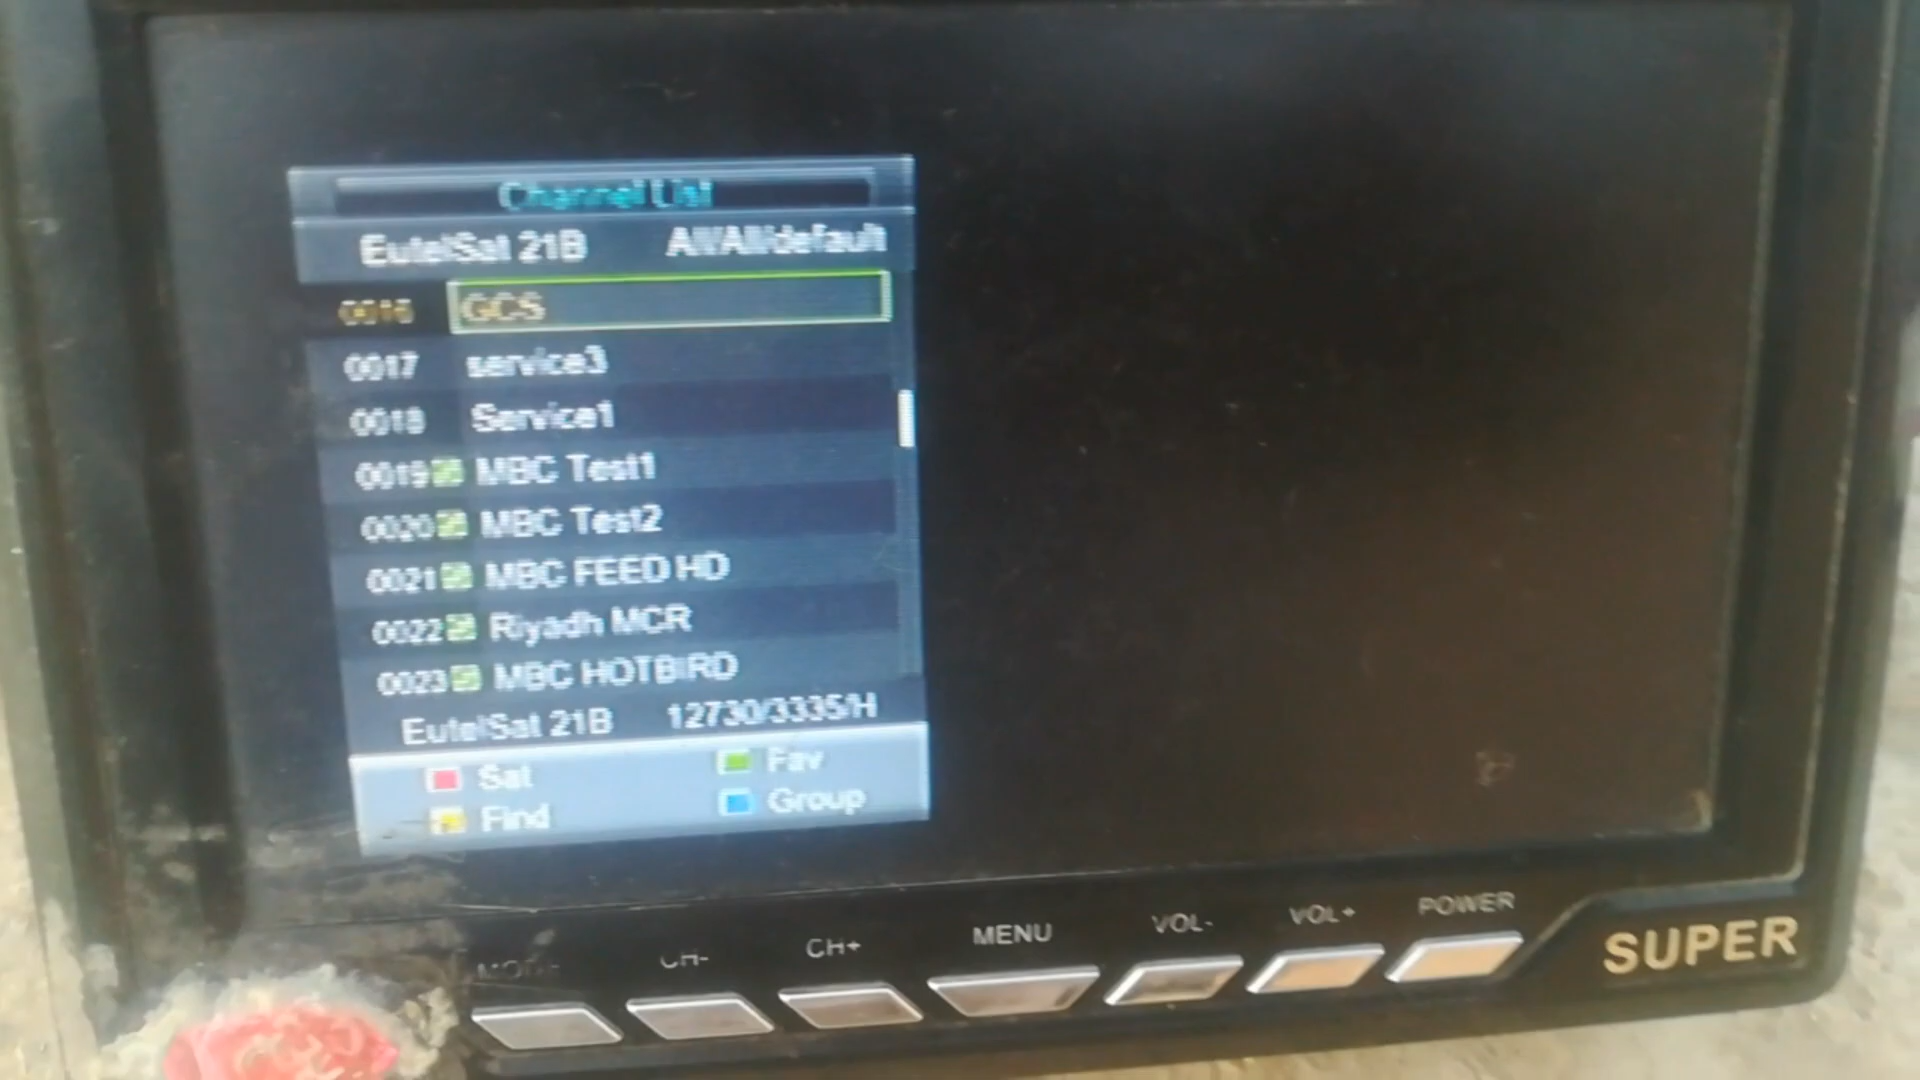 Channel List
EutelSat 21B All/All/default
0016 GCS
0017 service3
0018 Service1
0019 MBC Test1
0020 MBC Test2
0021 MBC FEED HD
0022 Riyadh MCR
0023 MBC HOTBIRD
EutelSat 21B 12730/3335/H
Sat Fav
Find Group
MODE CH- CH+ MENU VOL- VOL+ POWER
SUPER